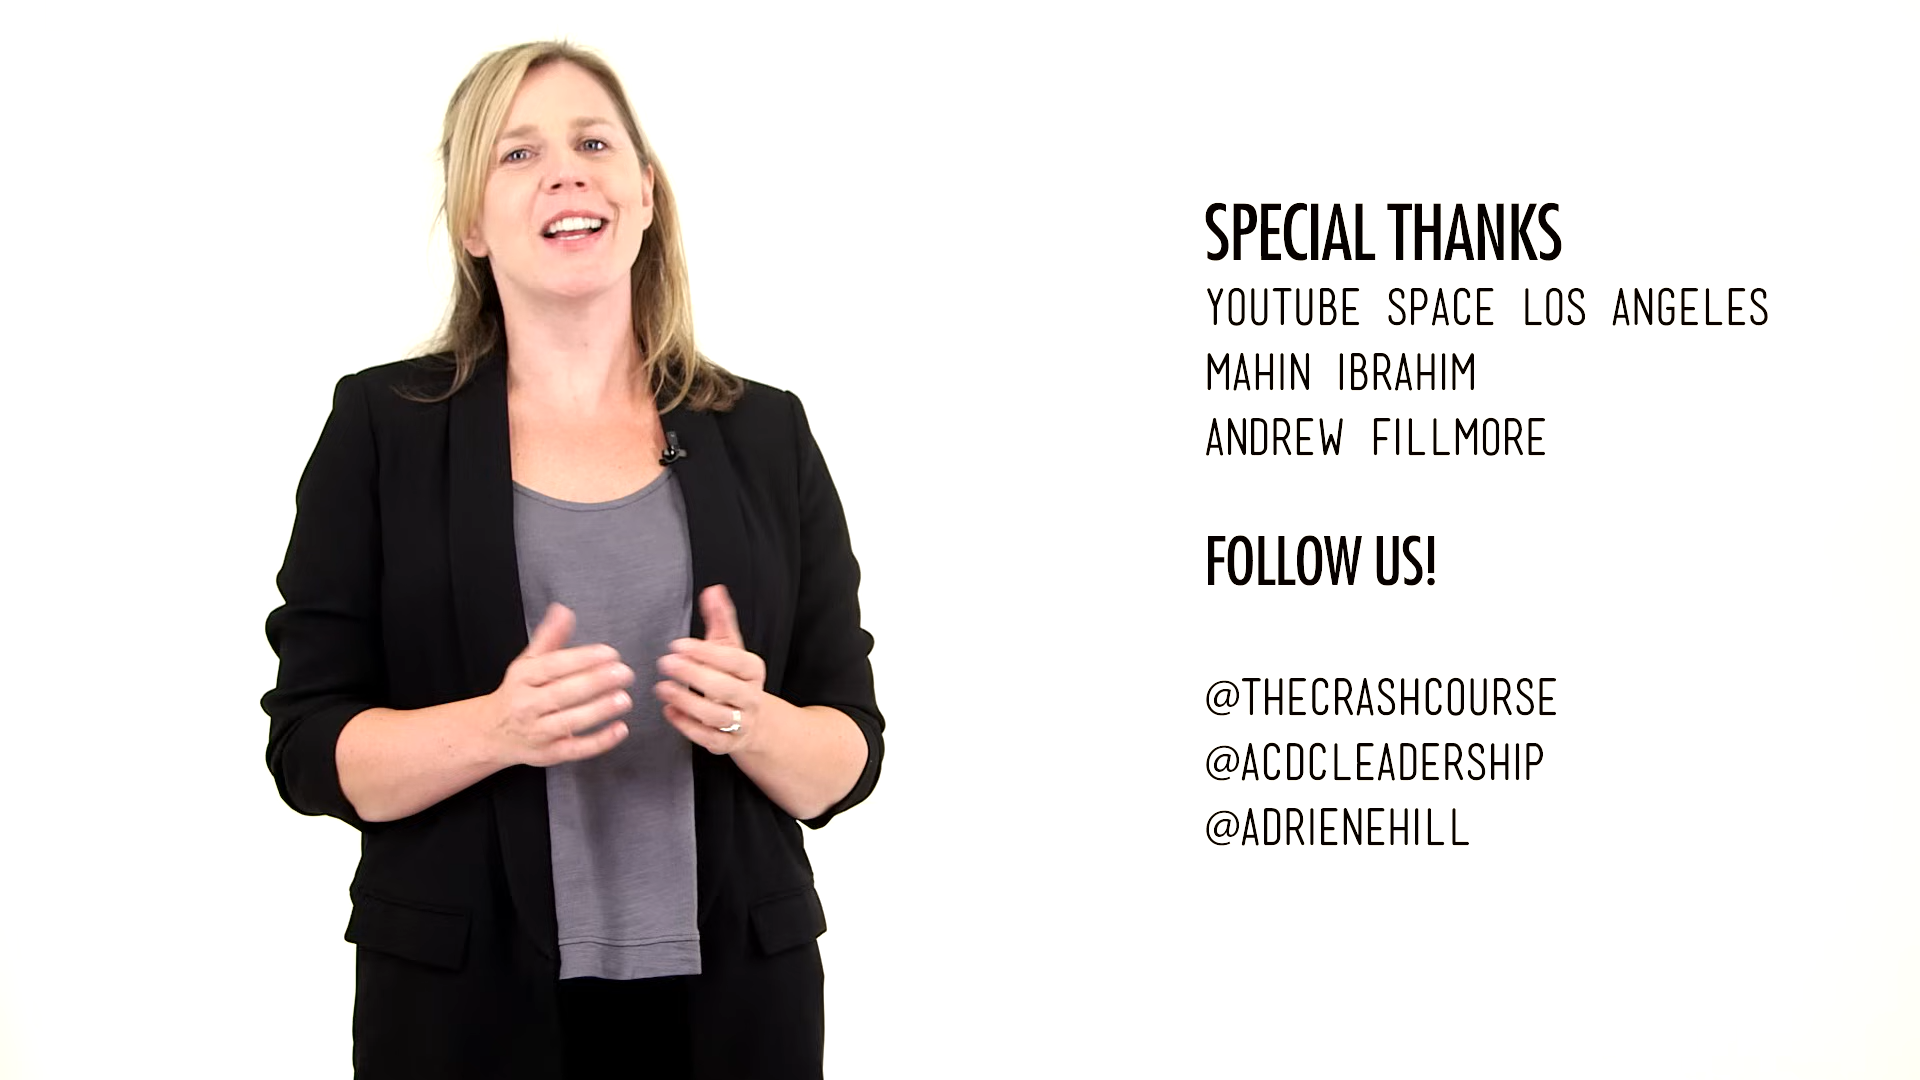 SPECIAL THANKS
YOUTUBE SPACE LOS ANGELES
MAHIN IBRAHIM
ANDREW FILLMORE
FOLLOW US!
@THECRASHCOURSE
@ACDCLEADERSHIP
@ADRIENEHILL